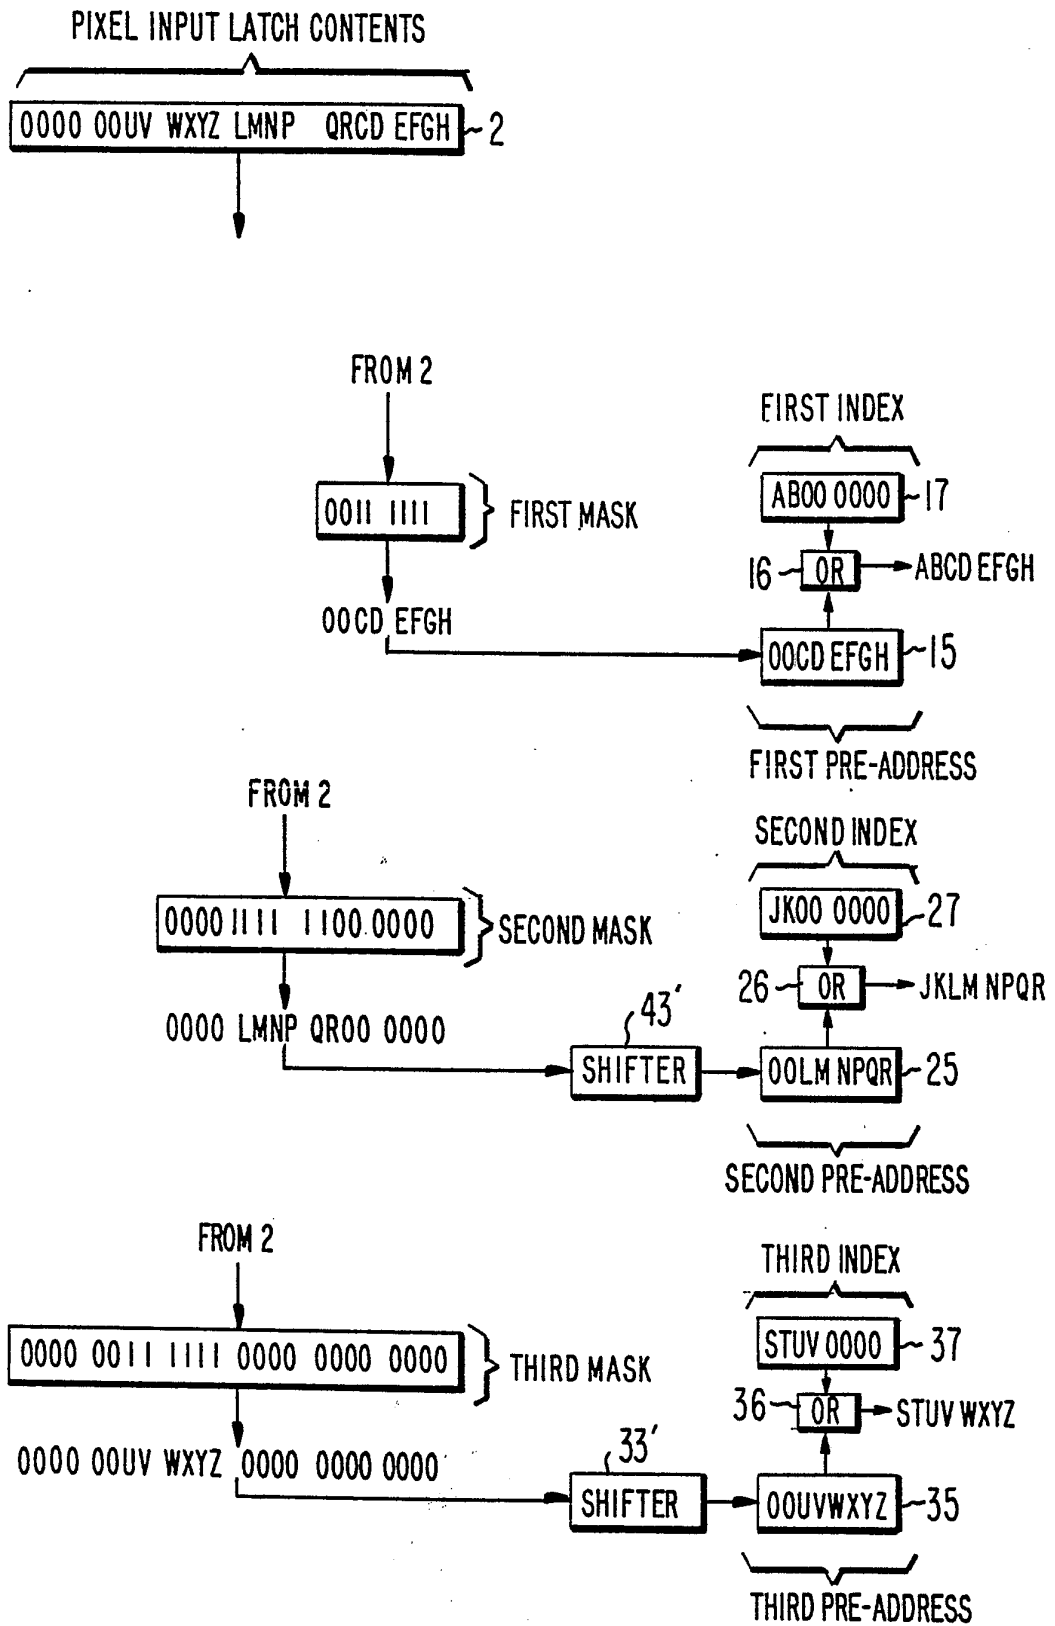 PIXEL INPUT LATCH CONTENTS
0000 00UV WXYZ LMNP QRCD EFGH 2
FROM 2
FIRST INDEX
0011 1111 FIRST MASK
AB00 0000 17
16 OR ABCD EFGH
00CD EFGH
00CD EFGH 15
FIRST PRE-ADDRESS
FROM 2
SECOND INDEX
0000 1111 1100 0000 SECOND MASK
JK00 0000 27
26 OR JKLM NPQR
0000 LMNP QR00 0000
43'
SHIFTER
00LM NPQR 25
SECOND PRE-ADDRESS
FROM 2
THIRD INDEX
0000 0011 1111 0000 0000 0000 THIRD MASK
STUV 0000 37
36 OR STUV WXYZ
0000 00UV WXYZ 0000 0000 0000
33'
SHIFTER
00UVWXYZ 35
THIRD PRE-ADDRESS